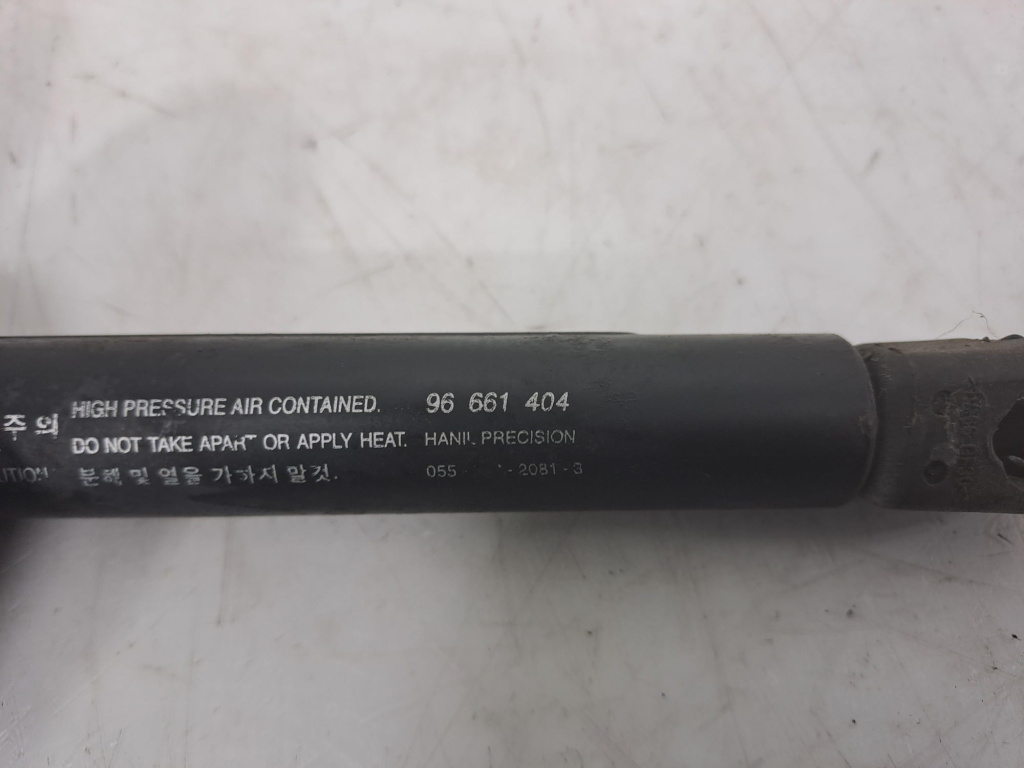 주의 HIGH PRESSURE AIR CONTAINED. 96 661 404
DO NOT TAKE APART OR APPLY HEAT. HANIL PRECISION
UTION 분해 및 열을 가하지 말것. 055 - 2081-3